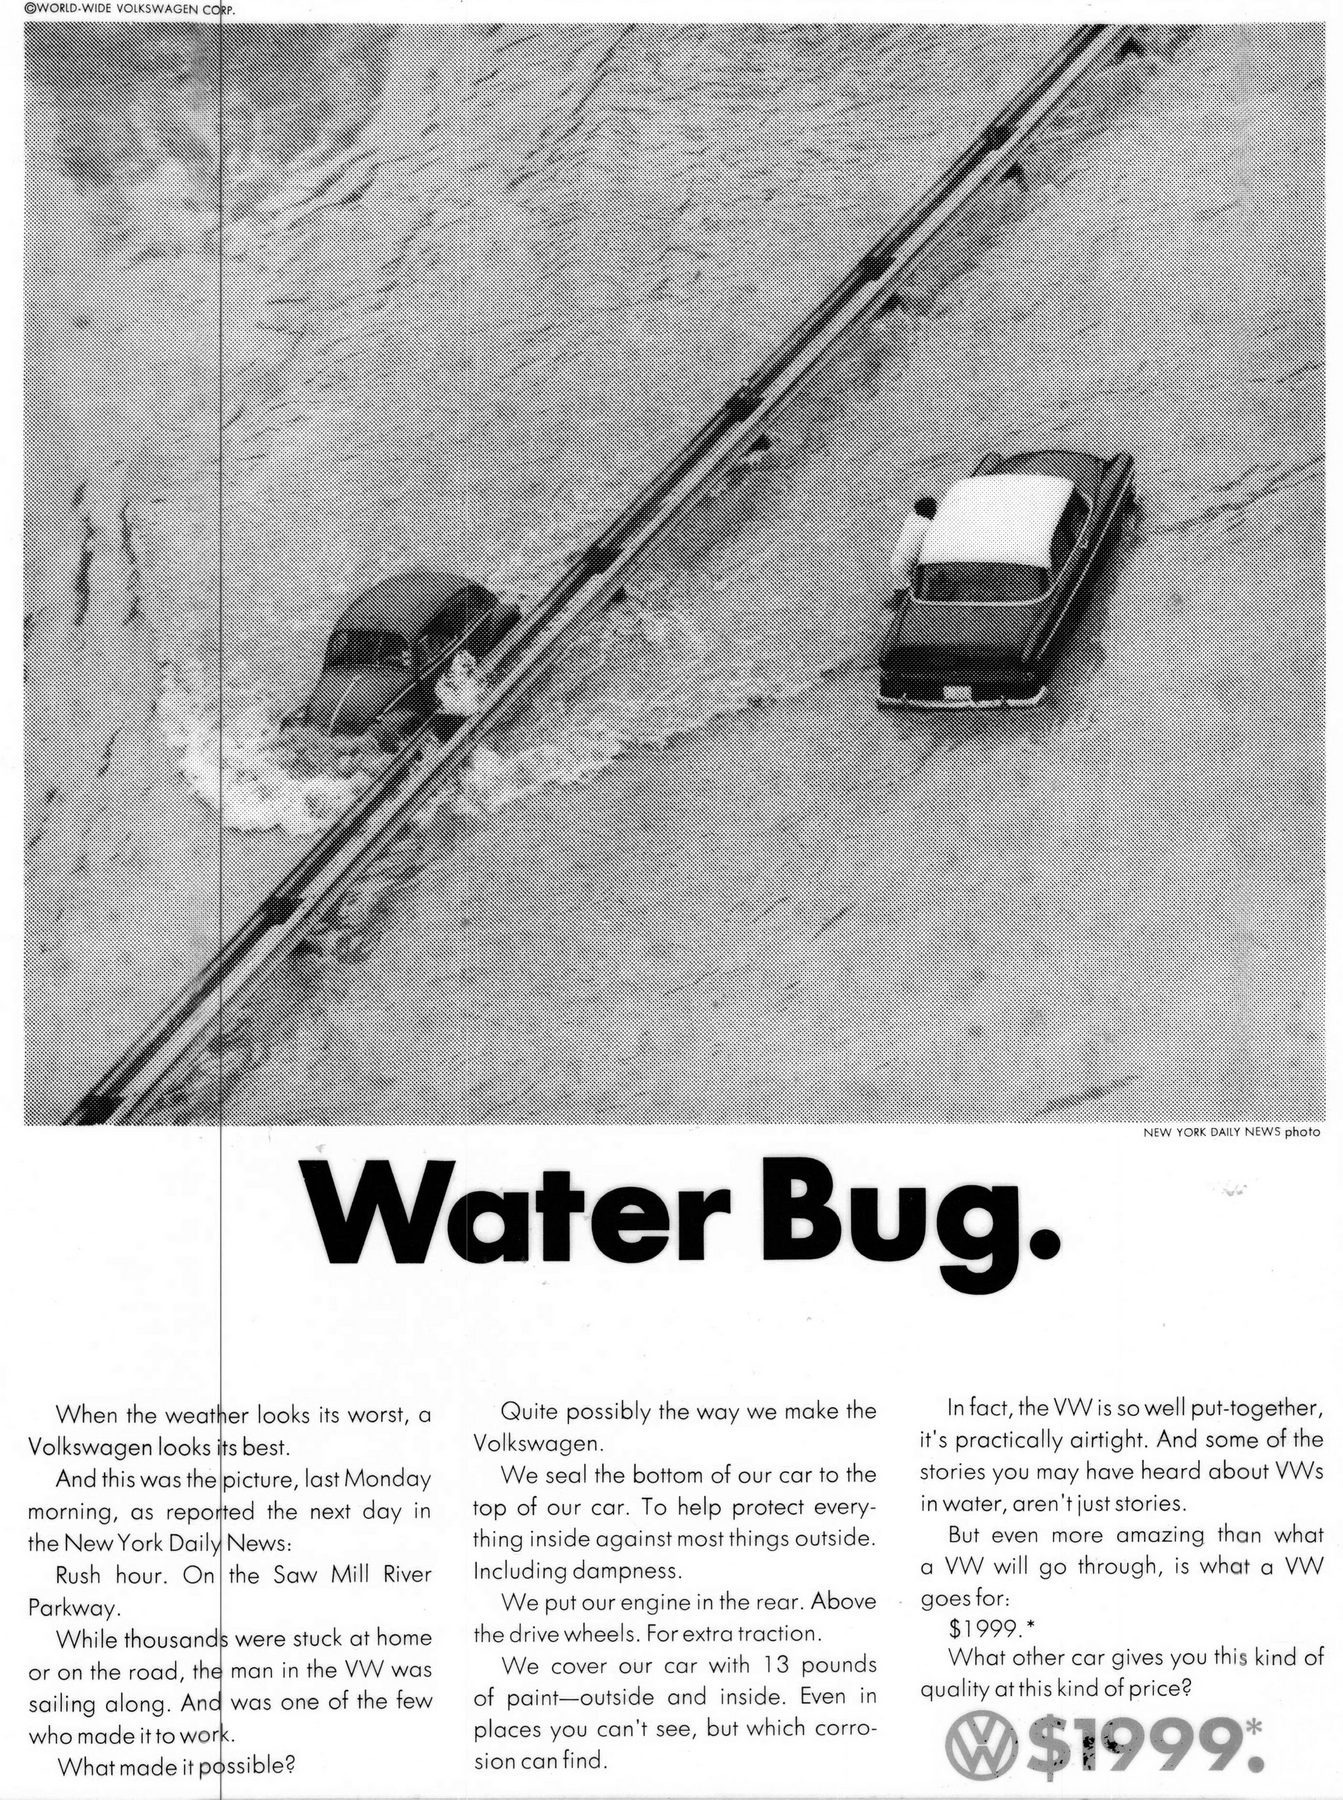 ©WORLD-WIDE VOLKSWAGEN CORP.
NEW YORK DAILY NEWS photo
Water Bug.
When the weather looks its worst, a
Volkswagen looks its best.
And this was the picture, last Monday
morning, as reported the next day in
the New York Daily News:
Rush hour. On the Saw Mill River
Parkway.
While thousands were stuck at home
or on the road, the man in the VW was
sailing along. And was one of the few
who made it to work.
What made it possible?
Quite possibly the way we make the
Volkswagen.
We seal the bottom of our car to the
top of our car. To help protect every-
thing inside against most things outside.
Including dampness.
We put our engine in the rear. Above
the drive wheels. For extra traction.
We cover our car with 13 pounds
of paint—outside and inside. Even in
places you can't see, but which corro-
sion can find.
In fact, the VW is so well put-together,
it's practically airtight. And some of the
stories you may have heard about VWs
in water, aren't just stories.
But even more amazing than what
a VW will go through, is what a VW
goes for:
$1999.*
What other car gives you this kind of
quality at this kind of price?
VW $1999.*